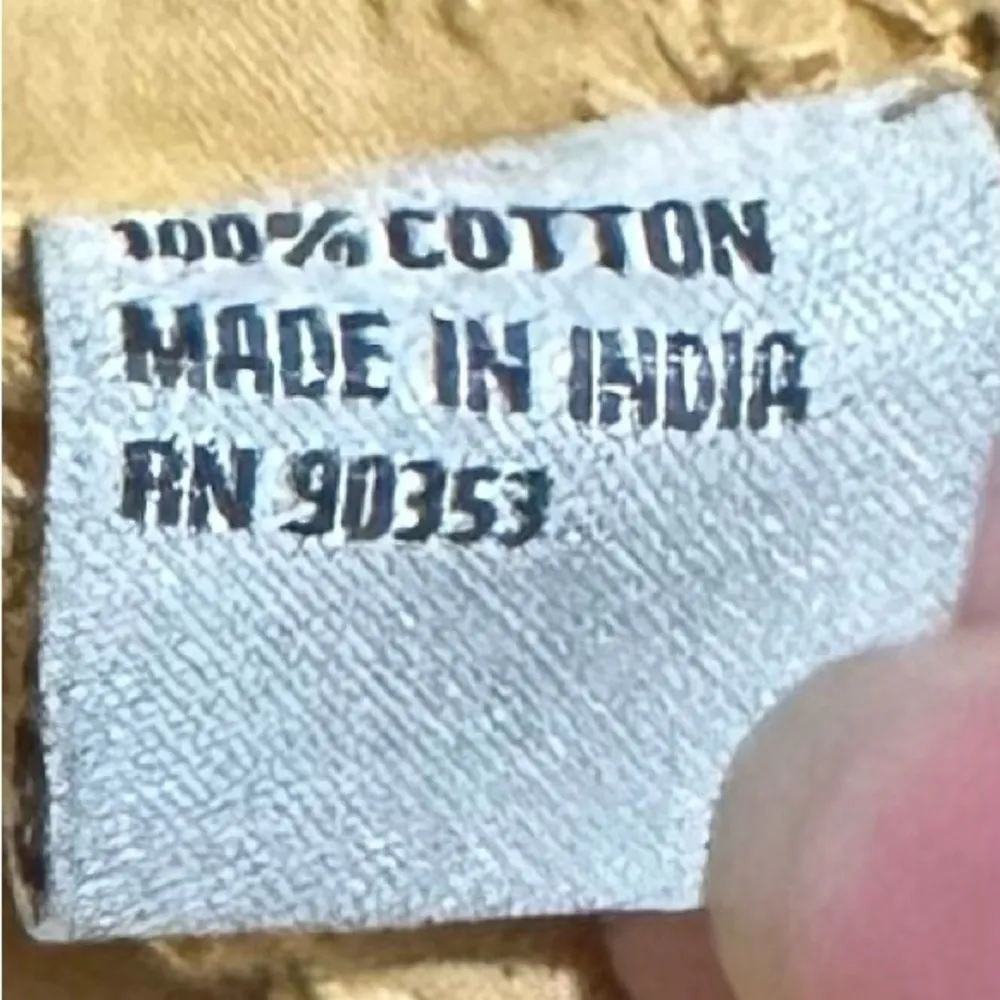 100% COTTON
MADE IN INDIA
RN 90353